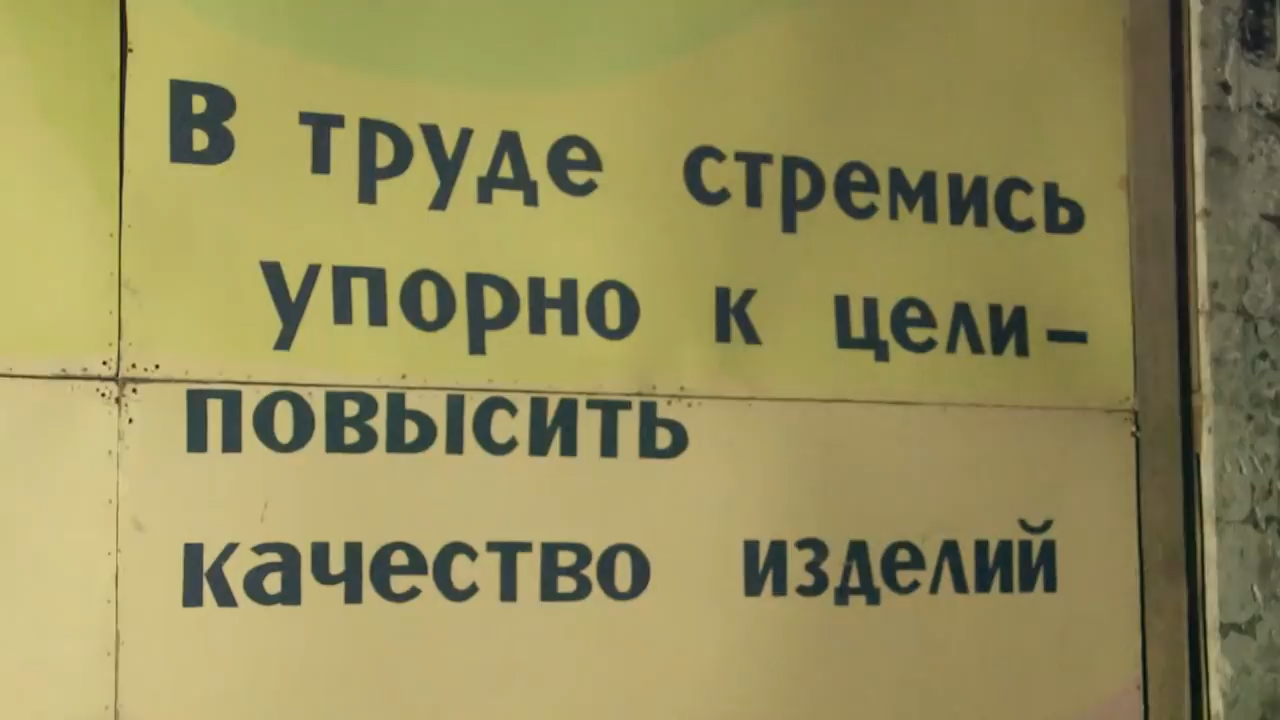 В труде стремись
упорно к цели –
повысить
качество изделий